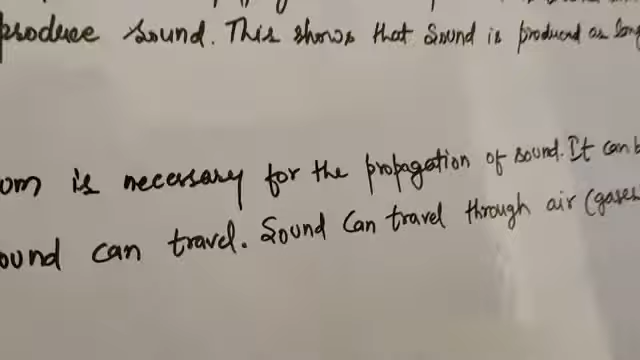 produce sound. This shows that sound is produced as long
is necessary for the propagation of sound. It can
ound can travel. Sound can travel through air (gases